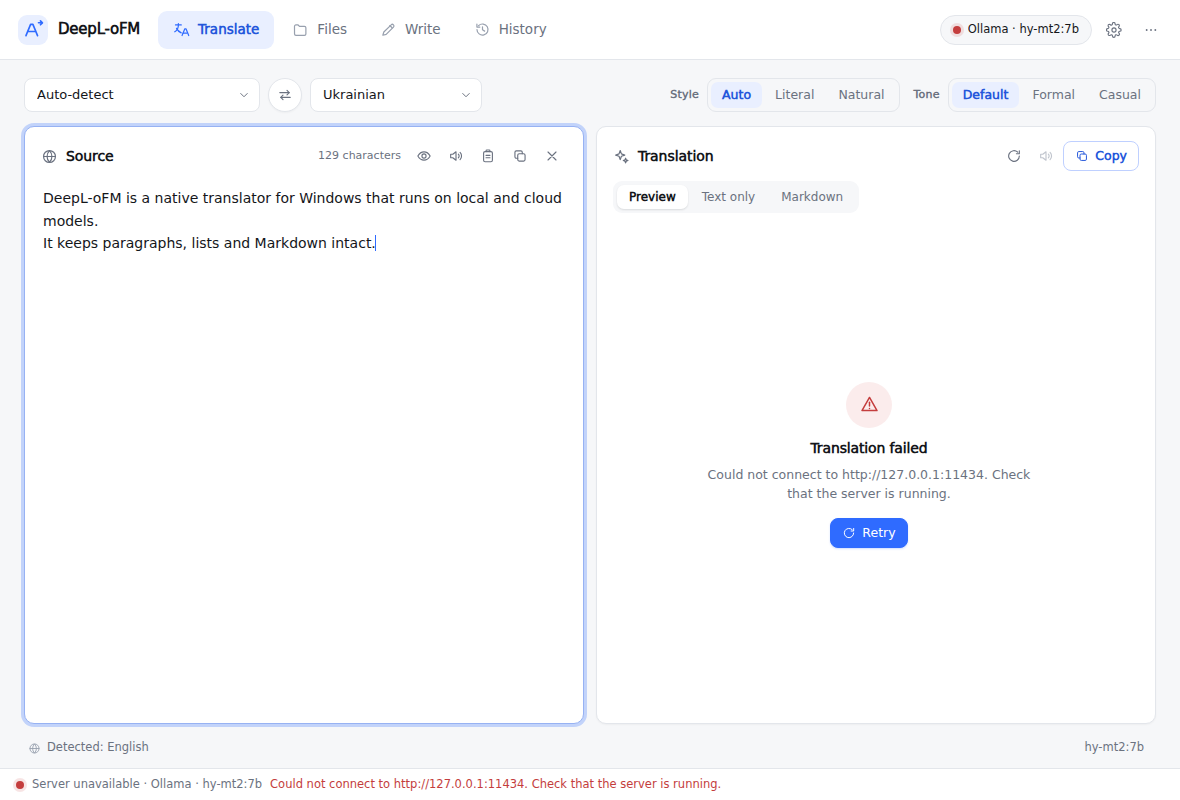 DeepL-oFM
Translate
Files
Write
History
Ollama · hy-mt2:7b
Auto-detect
Ukrainian
Style
Auto
Literal
Natural
Tone
Default
Formal
Casual
Source
129 characters
DeepL-oFM is a native translator for Windows that runs on local and cloud
models.
It keeps paragraphs, lists and Markdown intact.
Translation
Copy
Preview
Text only
Markdown
Translation failed
Could not connect to http://127.0.0.1:11434. Check
that the server is running.
Retry
Detected: English
hy-mt2:7b
Server unavailable · Ollama · hy-mt2:7b Could not connect to http://127.0.0.1:11434. Check that the server is running.